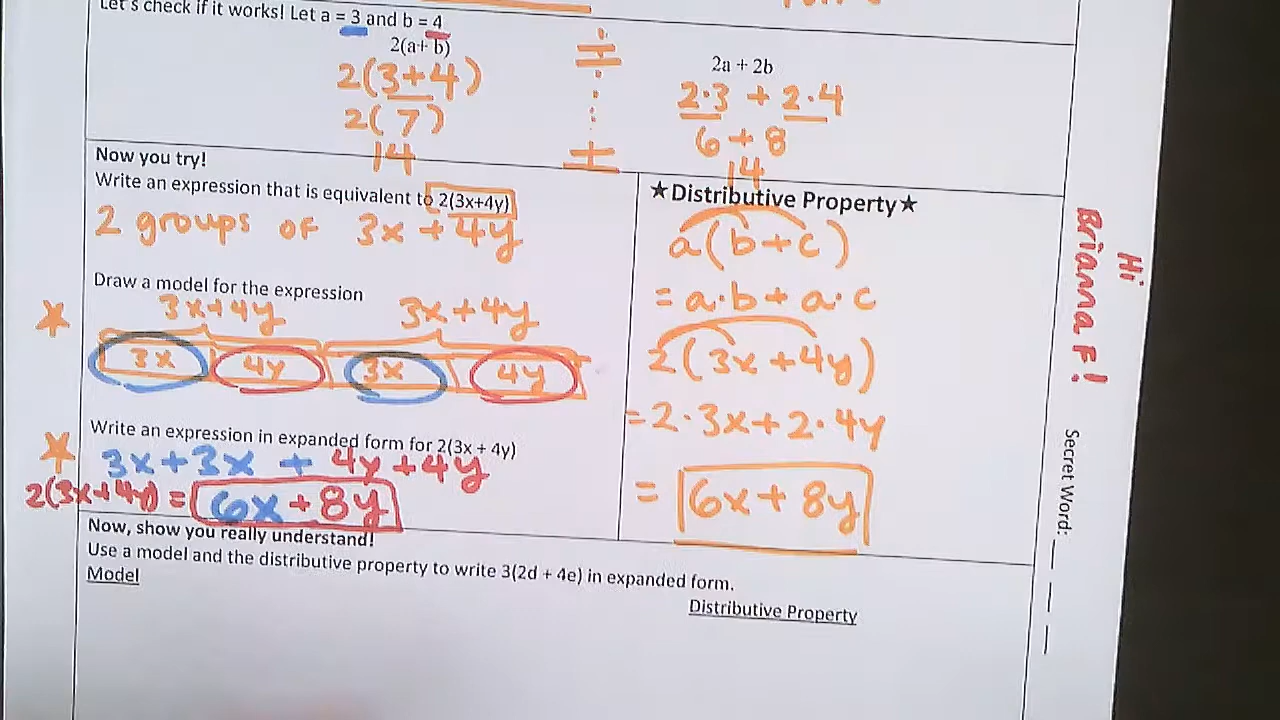 Let's check if it works! Let a = 3 and b = 4
2(a+ b)
2(3+4)
2(7)
14
2a + 2b
2·3 + 2·4
6 + 8
14
Now you try!
Write an expression that is equivalent to 2(3x+4y)
2 groups of 3x + 4y
Draw a model for the expression
3x+4y 3x+4y
3x 4y 3x 4y
Write an expression in expanded form for 2(3x + 4y)
3x+3x + 4y+4y
2(3x+4y) = 6x+8y
★Distributive Property★
a(b+c)
= a·b + a·c
2(3x+4y)
=2·3x+2·4y
= 6x+8y
Now, show you really understand!
Use a model and the distributive property to write 3(2d + 4e) in expanded form.
Model
Distributive Property
Hi
Brianna F!
Secret Word: _ _ _